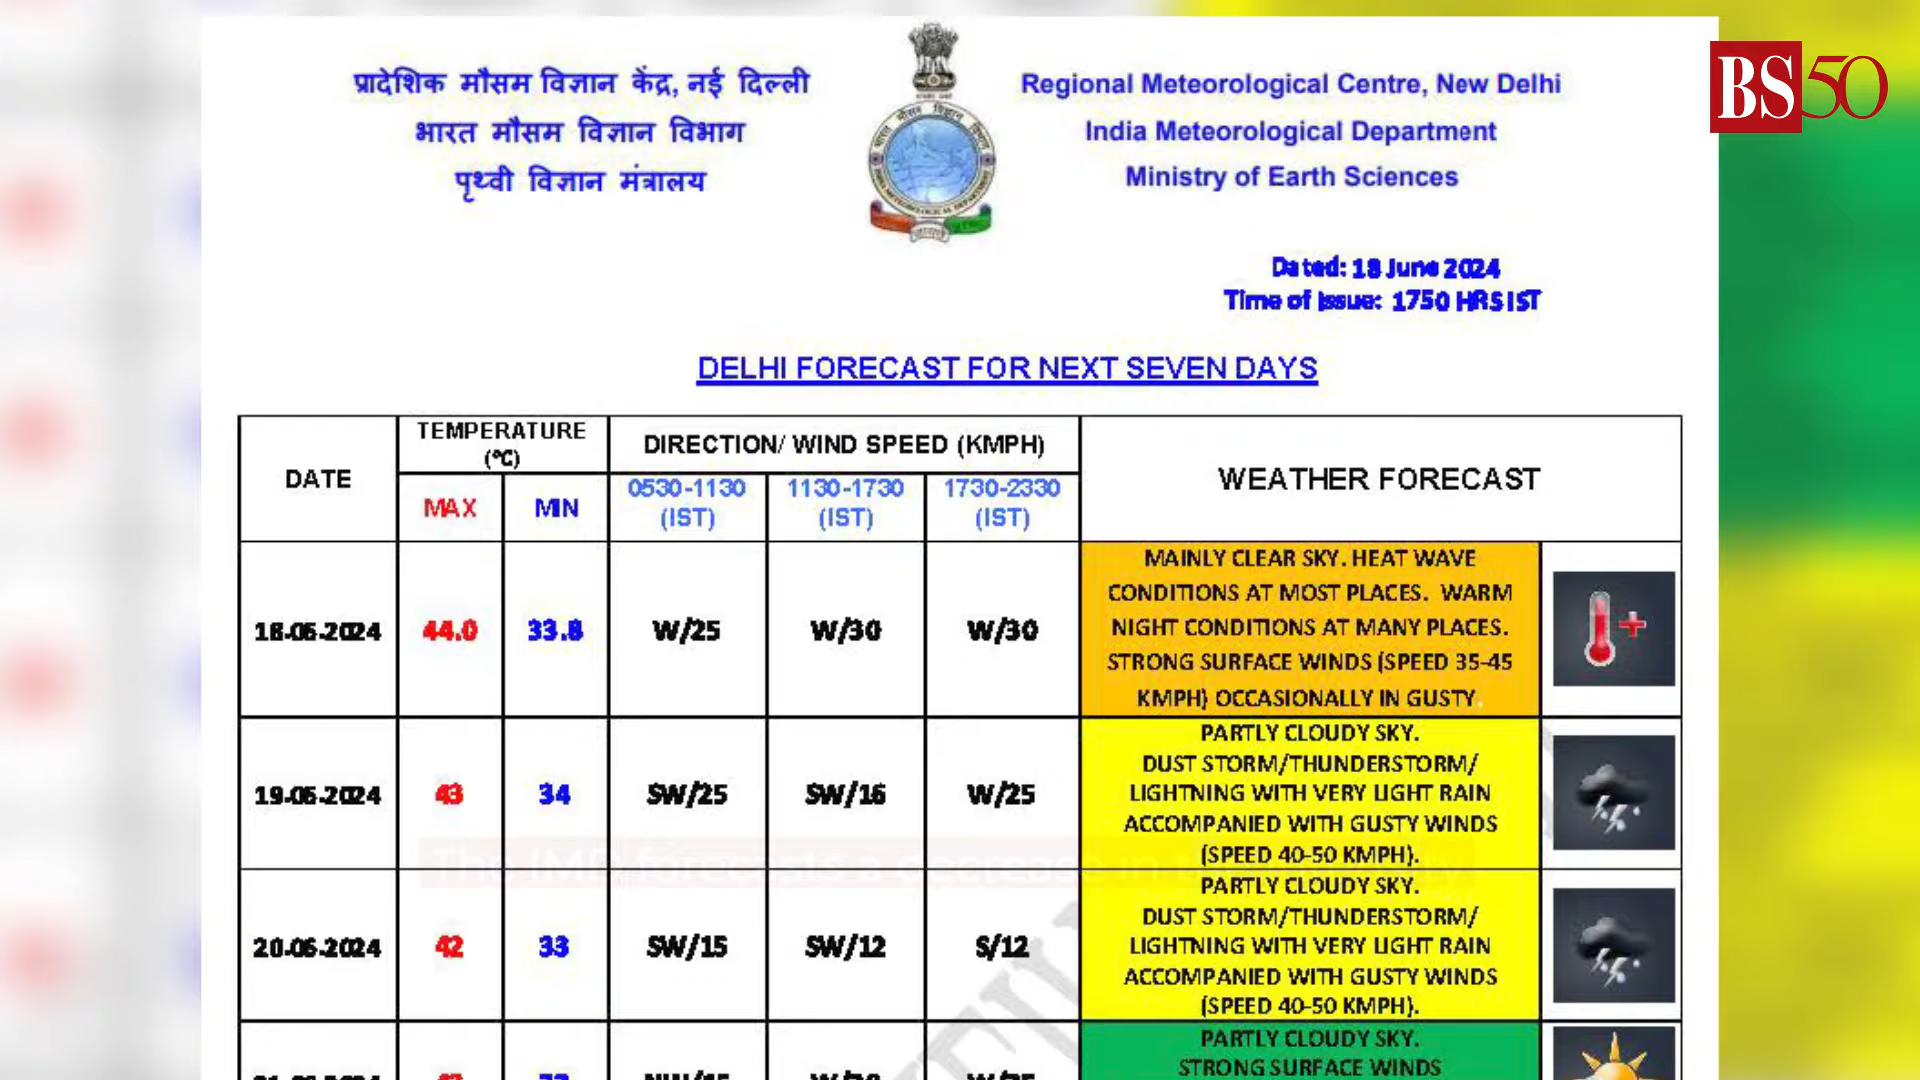 BS50
प्रादेशिक मौसम विज्ञान केंद्र, नई दिल्ली
भारत मौसम विज्ञान विभाग
पृथ्वी विज्ञान मंत्रालय
Regional Meteorological Centre, New Delhi
India Meteorological Department
Ministry of Earth Sciences
Dated: 18 June 2024
Time of Issue: 1750 HRS IST
DELHI FORECAST FOR NEXT SEVEN DAYS
DATE
TEMPERATURE
(°C)
MAX
MIN
DIRECTION/ WIND SPEED (KMPH)
0530-1130
(IST)
1130-1730
(IST)
1730-2330
(IST)
WEATHER FORECAST
18-06-2024
44.0
33.8
W/25
W/30
W/30
MAINLY CLEAR SKY. HEAT WAVE
CONDITIONS AT MOST PLACES. WARM
NIGHT CONDITIONS AT MANY PLACES.
STRONG SURFACE WINDS (SPEED 35-45
KMPH) OCCASIONALLY IN GUSTY.
19-06-2024
43
34
SW/25
SW/16
W/25
PARTLY CLOUDY SKY.
DUST STORM/THUNDERSTORM/
LIGHTNING WITH VERY LIGHT RAIN
ACCOMPANIED WITH GUSTY WINDS
(SPEED 40-50 KMPH).
The IMD forecasts a decrease in
20-06-2024
42
33
SW/15
SW/12
S/12
PARTLY CLOUDY SKY.
DUST STORM/THUNDERSTORM/
LIGHTNING WITH VERY LIGHT RAIN
ACCOMPANIED WITH GUSTY WINDS
(SPEED 40-50 KMPH).
PARTLY CLOUDY SKY.
STRONG SURFACE WINDS